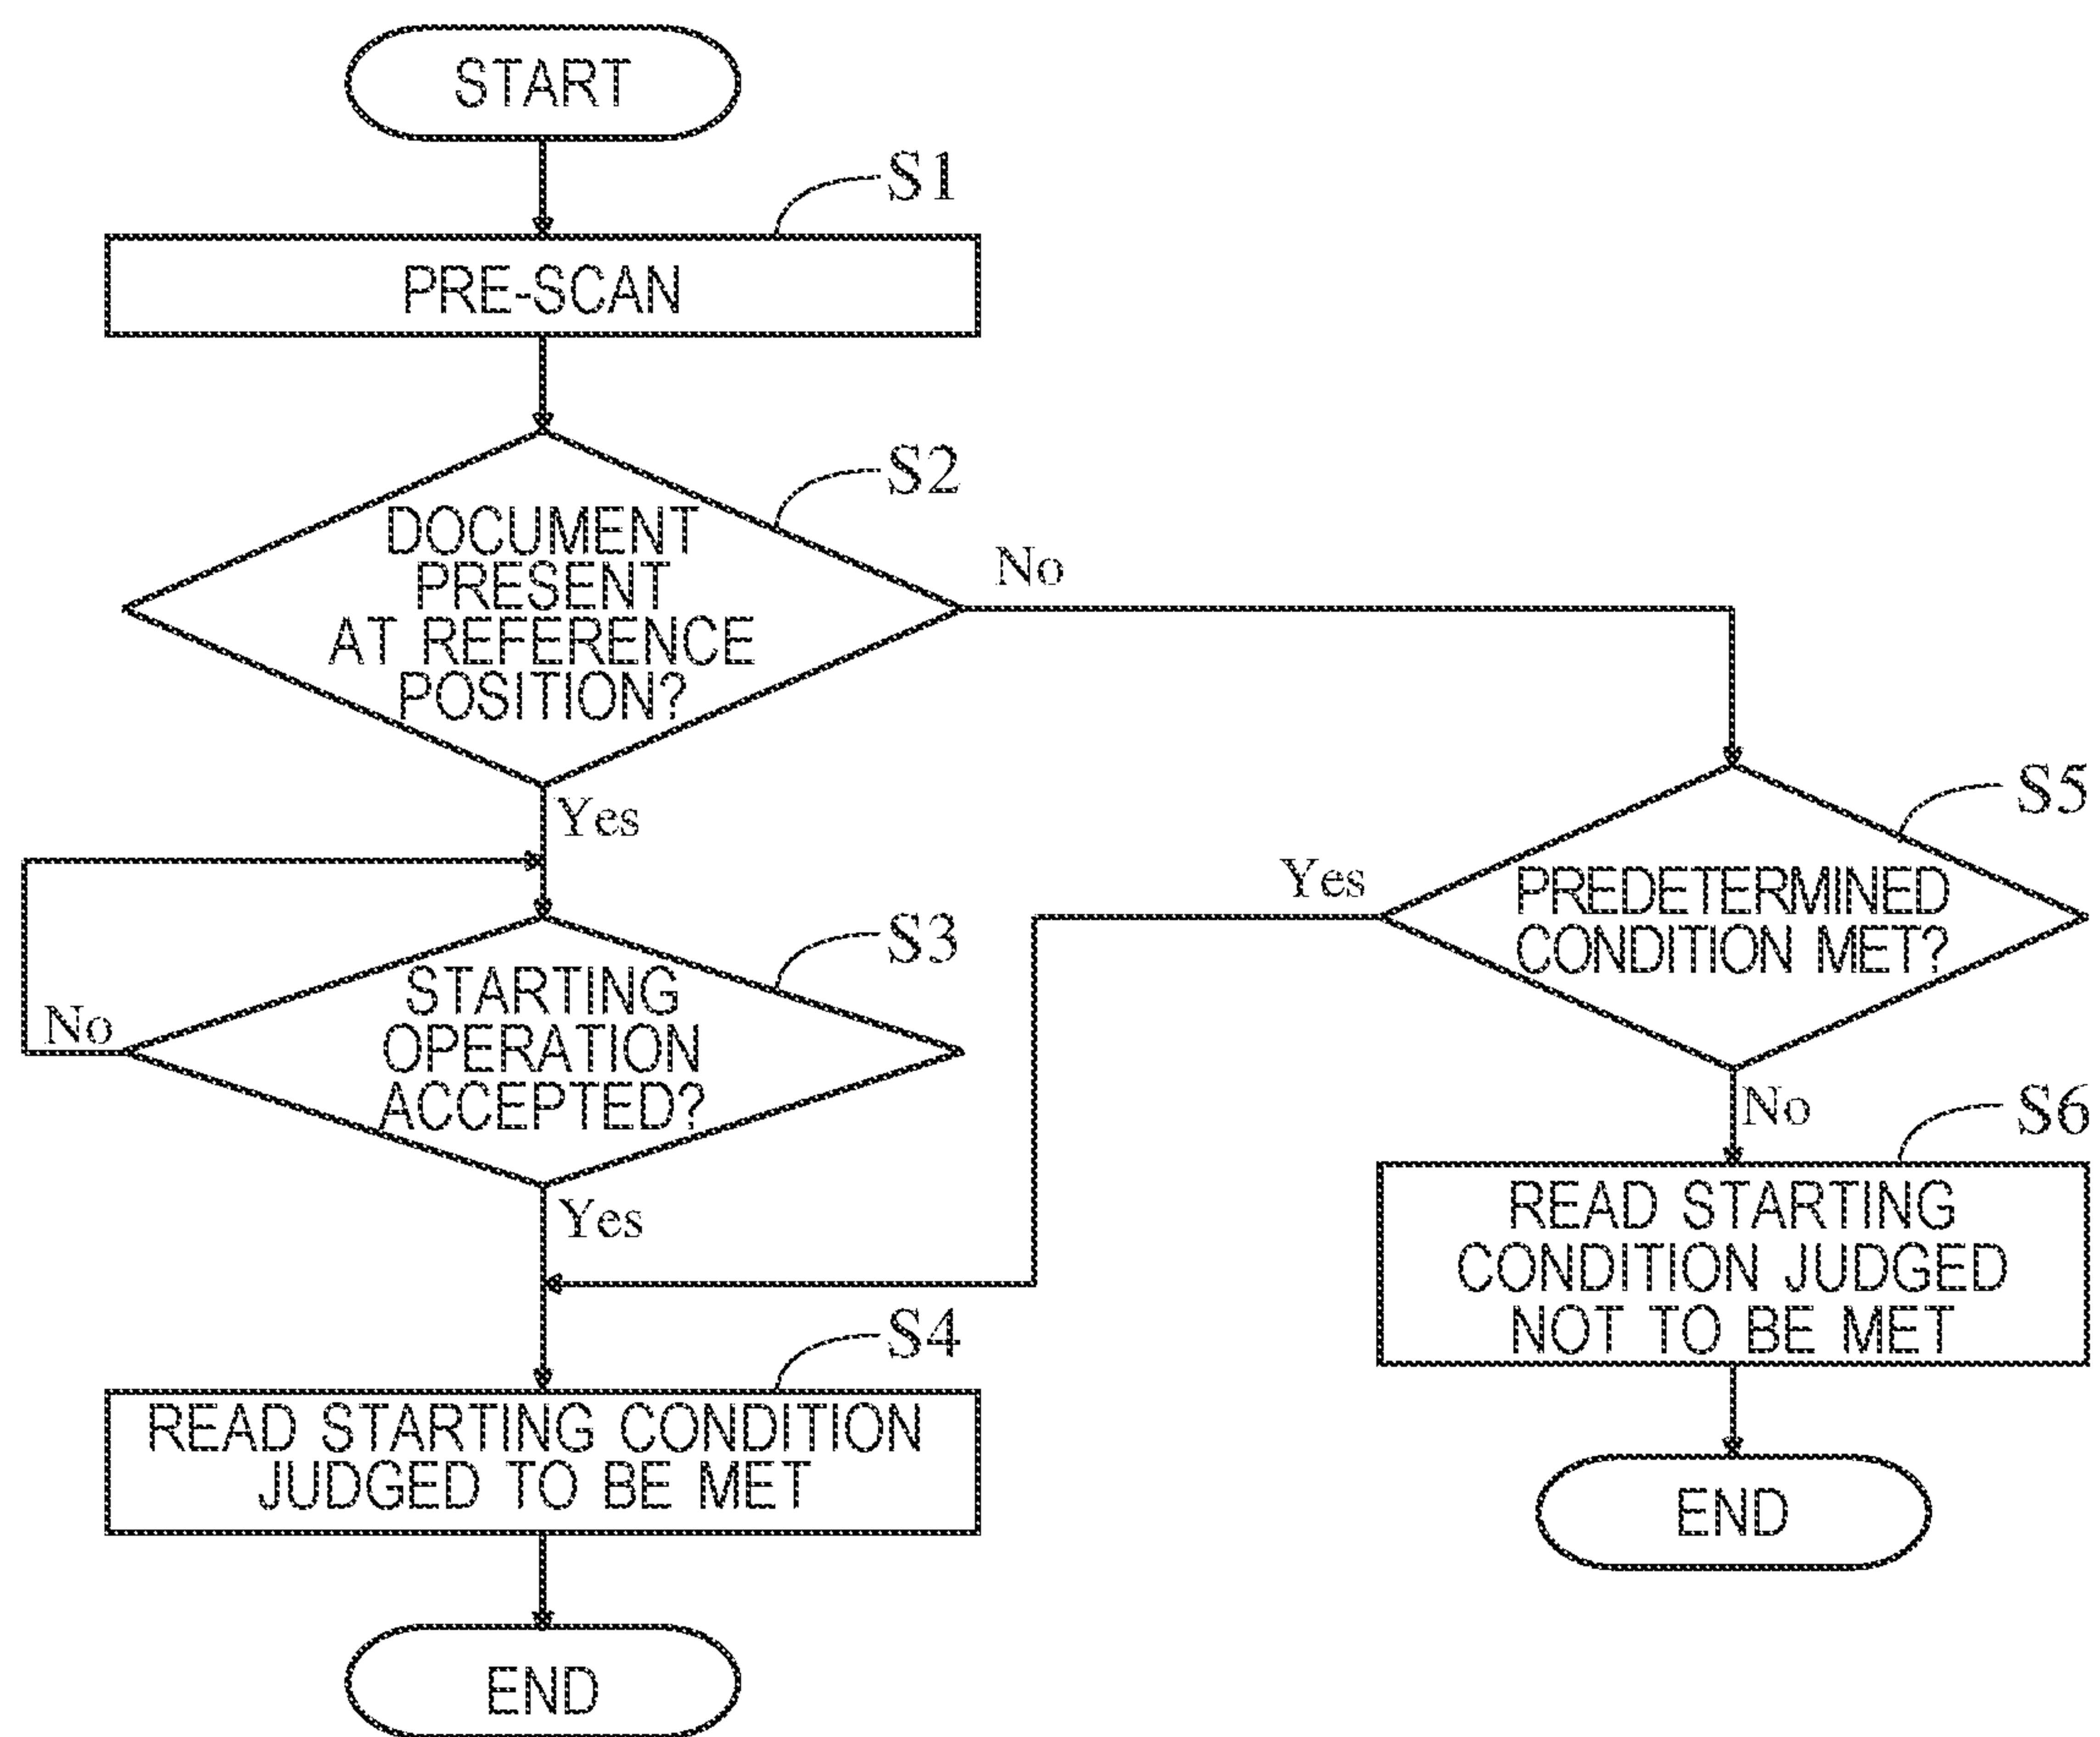 START
S1
PRE-SCAN
S2
DOCUMENT
PRESENT
AT REFERENCE
POSITION?
No
Yes
S5
PREDETERMINED
CONDITION MET?
Yes
S3
STARTING
OPERATION
ACCEPTED?
No
Yes
No
S6
READ STARTING
CONDITION JUDGED
NOT TO BE MET
S4
READ STARTING CONDITION
JUDGED TO BE MET
END
END